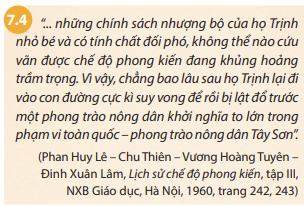 7.4
“... những chính sách nhượng bộ của họ Trịnh
nhỏ bé và có tính chất đối phó, không thể nào cứu
vãn được chế độ phong kiến đang khủng hoảng
trầm trọng. Vì vậy, chẳng bao lâu sau họ Trịnh lại đi
vào con đường cực kì suy vong để rồi bị lật đổ trước
một phong trào nông dân khởi nghĩa to lớn trong
phạm vi toàn quốc – phong trào nông dân Tây Sơn”.
(Phan Huy Lê – Chu Thiên – Vương Hoàng Tuyên –
Đinh Xuân Lâm, Lịch sử chế độ phong kiến, tập III,
NXB Giáo dục, Hà Nội, 1960, trang 242, 243)